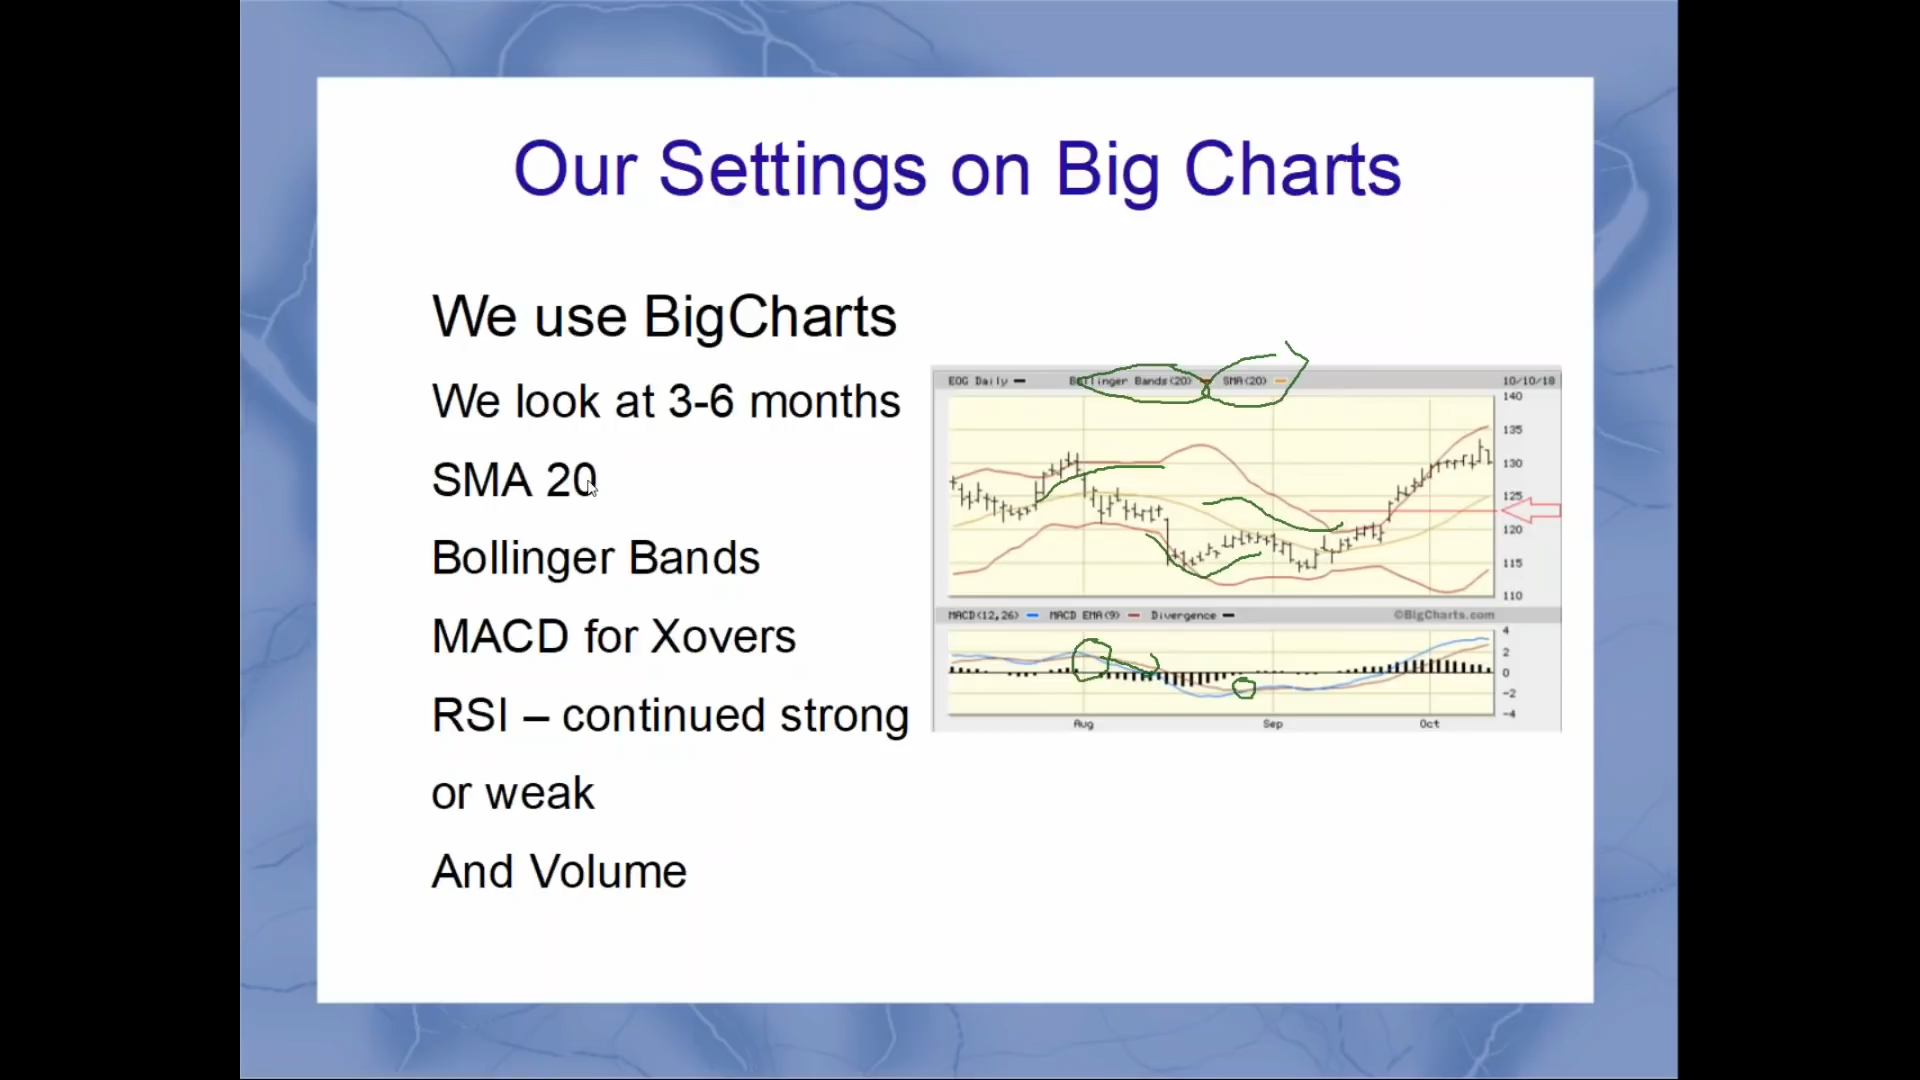 Our Settings on Big Charts
We use BigCharts
We look at 3-6 months
SMA 20
Bollinger Bands
MACD for Xovers
RSI – continued strong
or weak
And Volume
EOG Daily Bollinger Bands(20) SMA(20) 10/10/18
140
135
130
125
120
115
110
MACD(12,26) MACD EMA(9) Divergence ©BigCharts.com
4
2
0
-2
-4
Aug Sep Oct